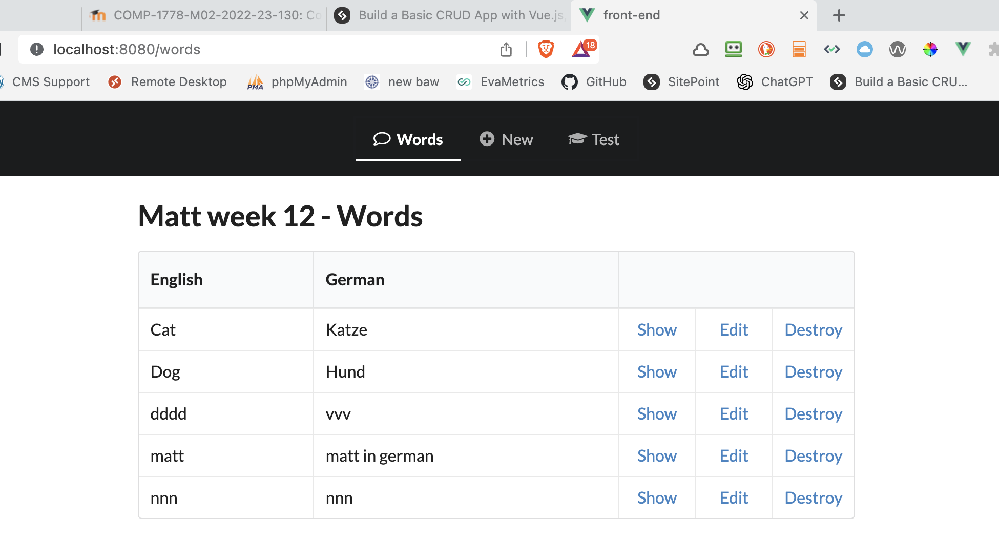 COMP-1778-M02-2022-23-130: Co
Build a Basic CRUD App with Vue.js,
front-end
localhost:8080/words
18
CMS Support
Remote Desktop
PMA
phpMyAdmin
new baw
EvaMetrics
GitHub
SitePoint
ChatGPT
Build a Basic CRU...
Words
New
Test
Matt week 12 - Words
English German
Cat Katze Show Edit Destroy
Dog Hund Show Edit Destroy
dddd vvv Show Edit Destroy
matt matt in german Show Edit Destroy
nnn nnn Show Edit Destroy